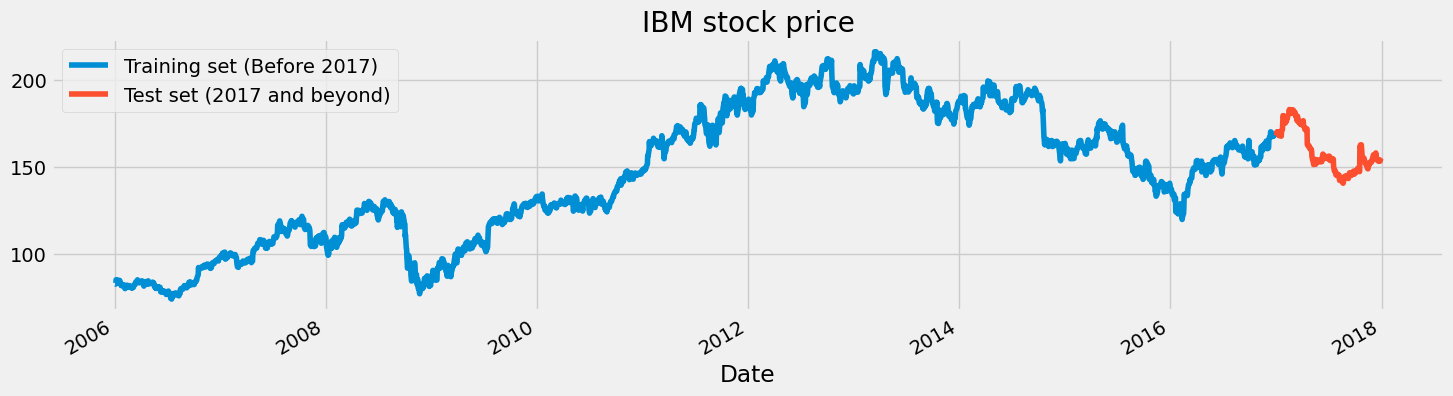 IBM stock price
Training set (Before 2017)
Test set (2017 and beyond)
200
150
100
2006
2008
2010
2012
2014
2016
2018
Date